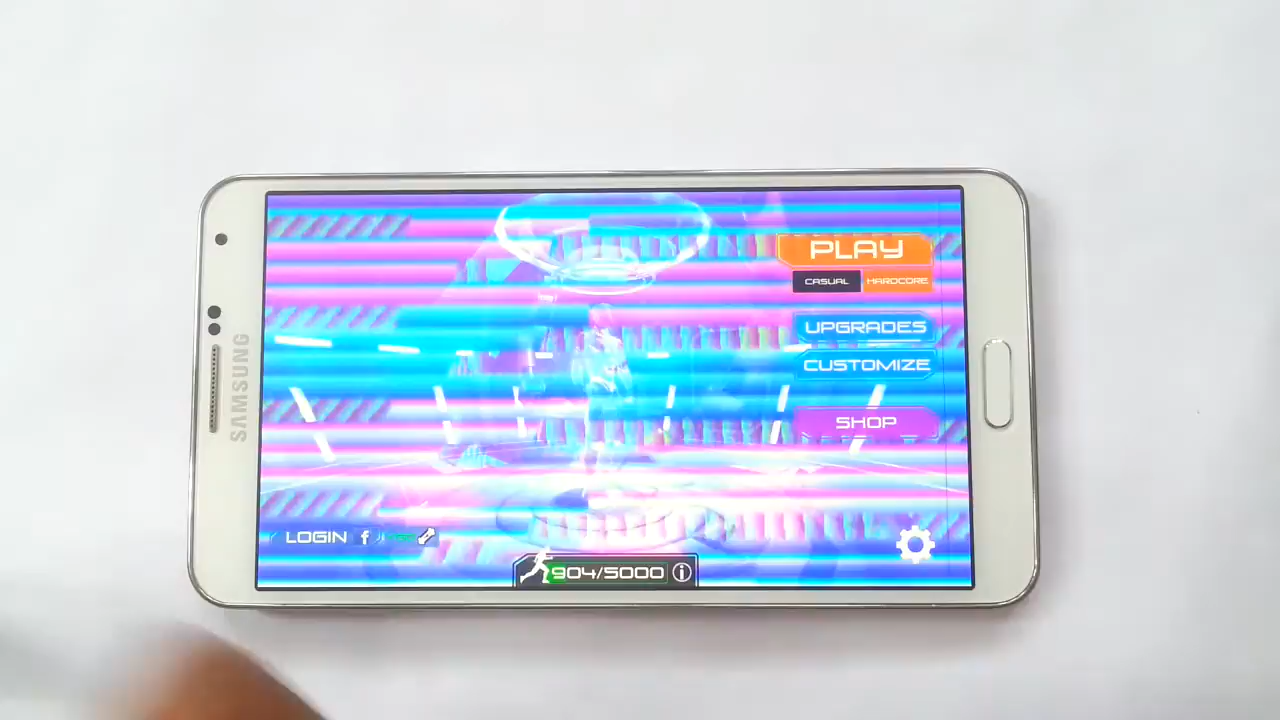 SAMSUNG
PLAY
CASUAL HARDCORE
UPGRADES
CUSTOMIZE
SHOP
LOGIN f
904/5000 i